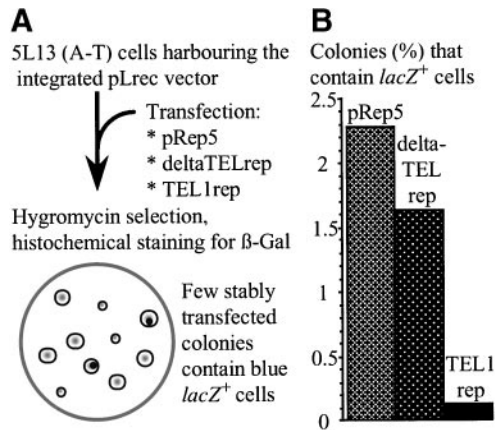 A
5L13 (A-T) cells harbouring the
integrated pLrec vector
Transfection:
* pRep5
* deltaTELrep
* TEL1rep
Hygromycin selection,
histochemical staining for ß-Gal
Few stably
transfected
colonies
contain blue
lacZ+ cells
B
Colonies (%) that
contain lacZ+ cells
2.5
2
1.5
1
0.5
0
pRep5
delta-
TEL
rep
TEL1
rep